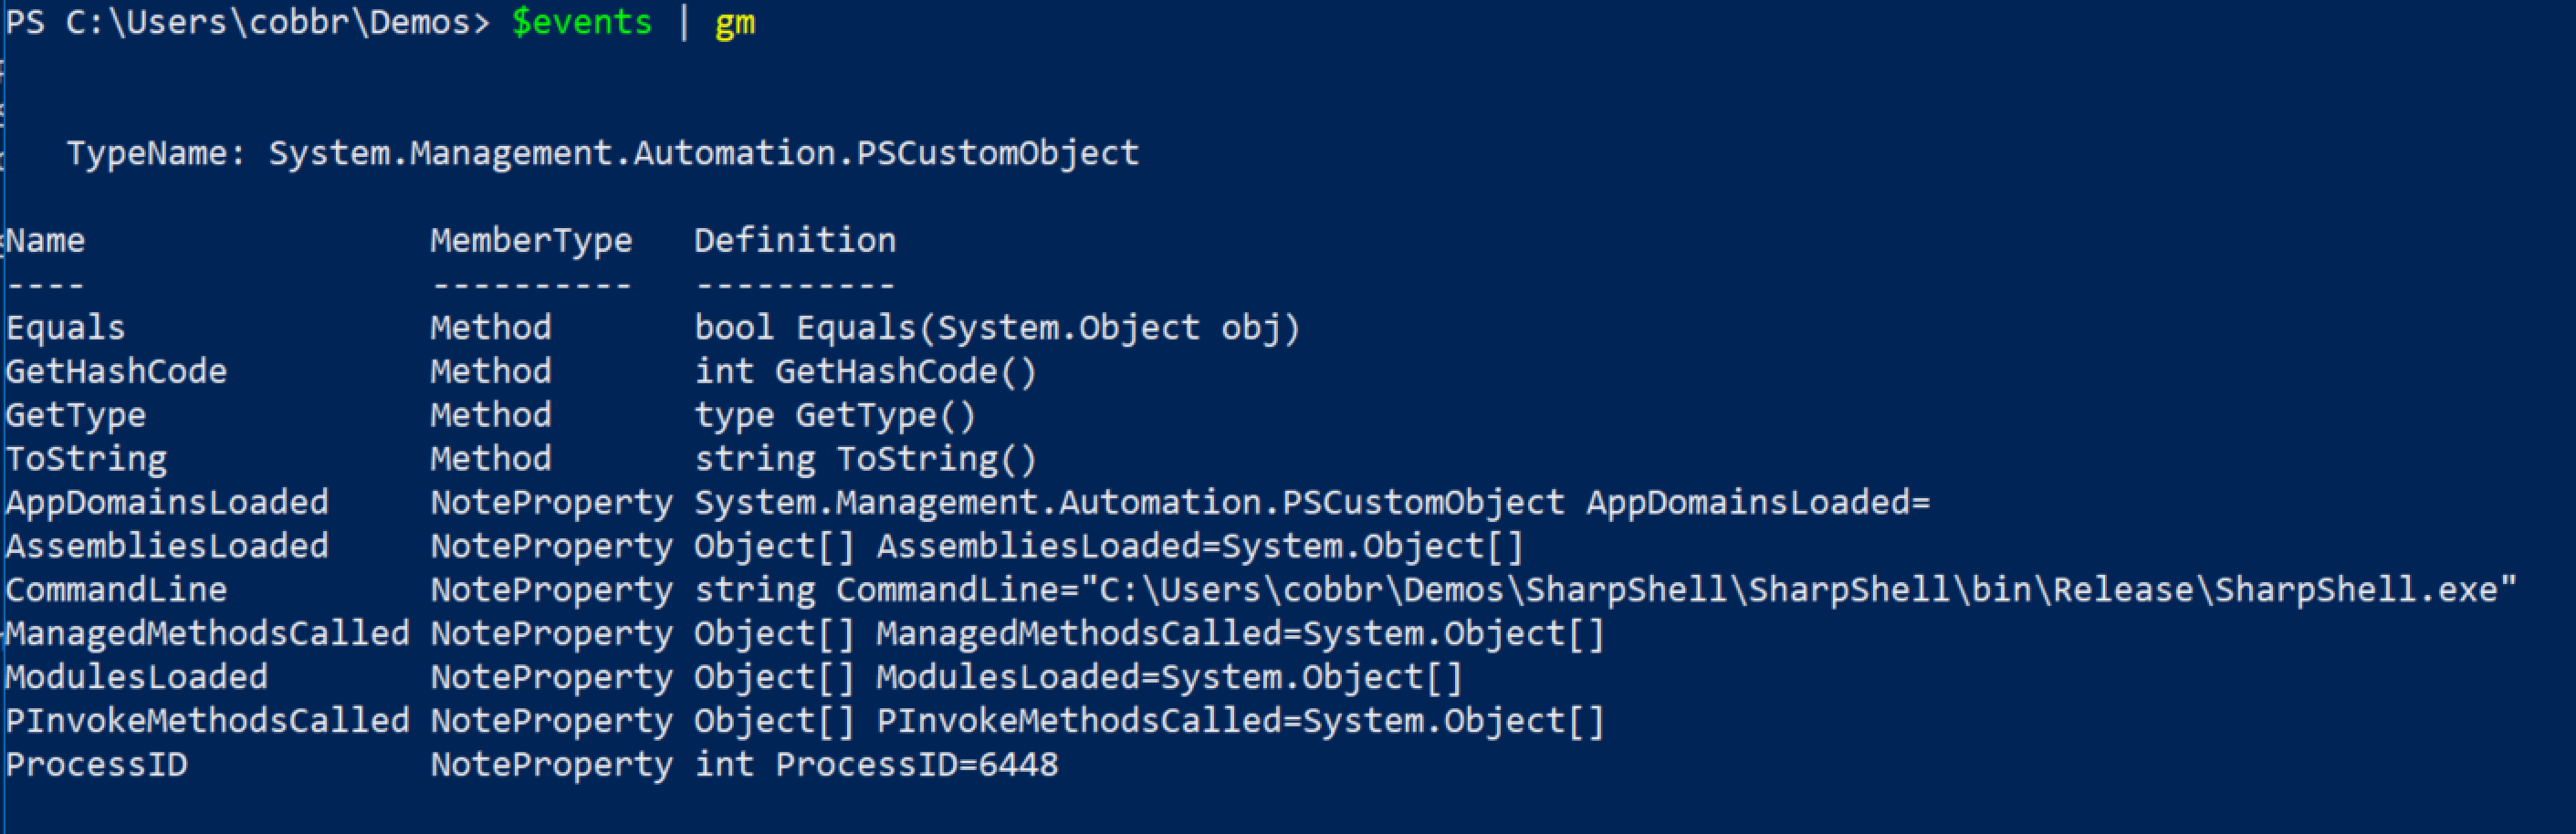 PS C:\Users\cobbr\Demos> $events | gm
TypeName: System.Management.Automation.PSCustomObject
Name MemberType Definition
---- ---------- ----------
Equals Method bool Equals(System.Object obj)
GetHashCode Method int GetHashCode()
GetType Method type GetType()
ToString Method string ToString()
AppDomainsLoaded NoteProperty System.Management.Automation.PSCustomObject AppDomainsLoaded=
AssembliesLoaded NoteProperty Object[] AssembliesLoaded=System.Object[]
CommandLine NoteProperty string CommandLine="C:\Users\cobbr\Demos\SharpShell\SharpShell\bin\Release\SharpShell.exe"
ManagedMethodsCalled NoteProperty Object[] ManagedMethodsCalled=System.Object[]
ModulesLoaded NoteProperty Object[] ModulesLoaded=System.Object[]
PInvokeMethodsCalled NoteProperty Object[] PInvokeMethodsCalled=System.Object[]
ProcessID NoteProperty int ProcessID=6448